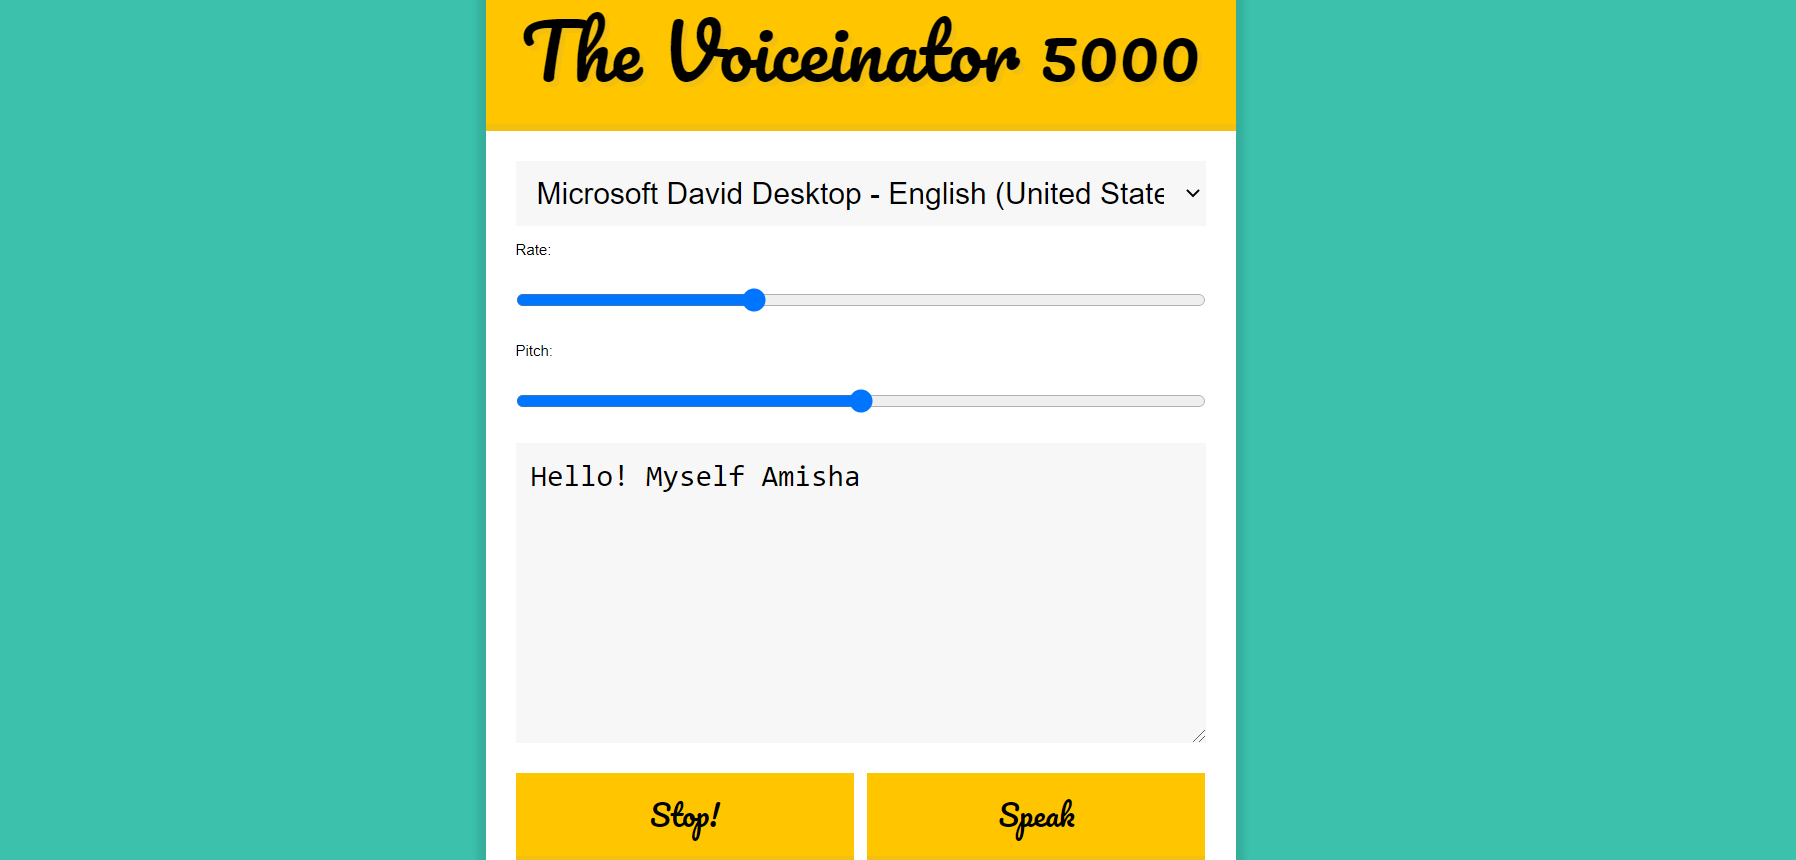 The Voiceinator 5000
Microsoft David Desktop - English (United State
Rate:
Pitch:
Hello! Myself Amisha
Stop! Speak